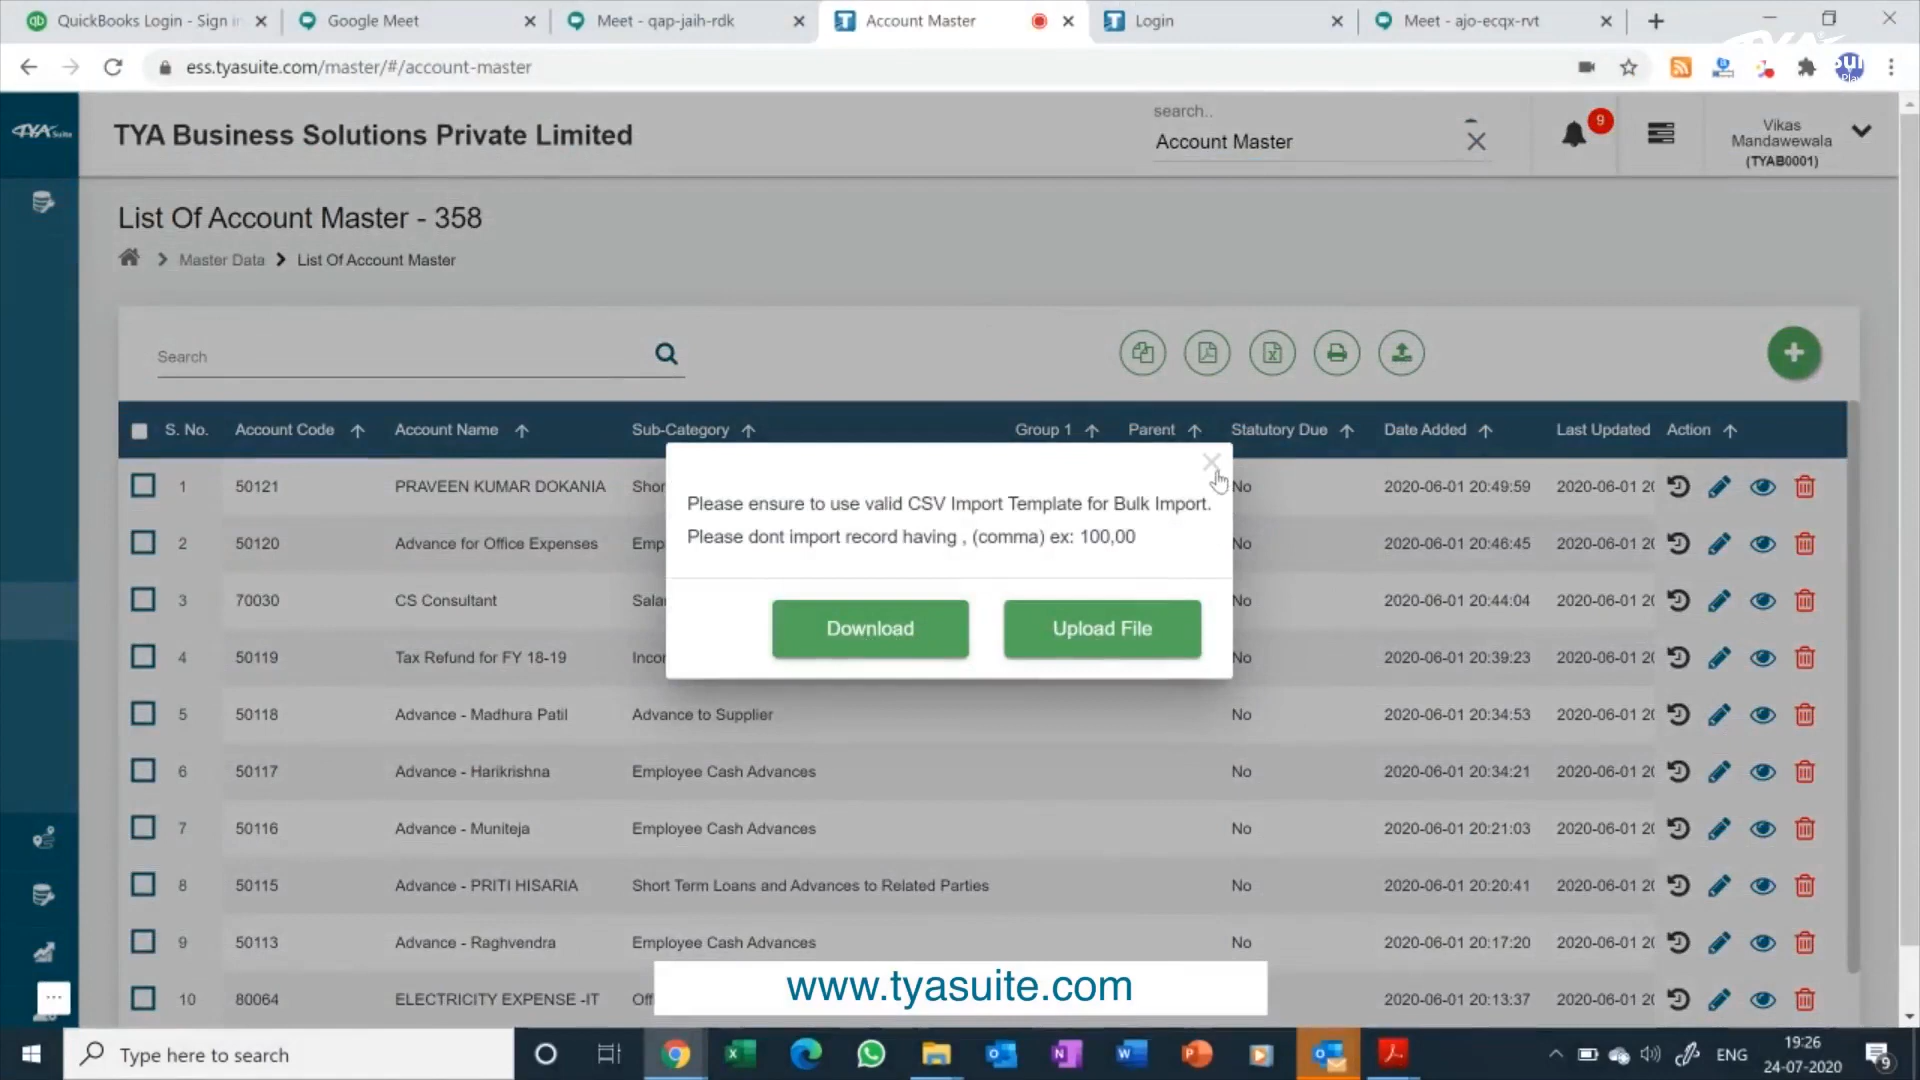 QuickBooks Login - Sign in
Google Meet
Meet - qap-jaih-rdk
Account Master
Login
Meet - ajo-ecqx-rvt
ess.tyasuite.com/master/#/account-master
TYA Suite
TYA Business Solutions Private Limited
search..
Account Master
9
Vikas
Mandawewala
(TYAB0001)
List Of Account Master - 358
Master Data > List Of Account Master
Search
S. No. Account Code Account Name Sub-Category Group 1 Parent Statutory Due Date Added Last Updated Action
1 50121 PRAVEEN KUMAR DOKANIA Shor No 2020-06-01 20:49:59 2020-06-01 20
2 50120 Advance for Office Expenses Emp No 2020-06-01 20:46:45 2020-06-01 20
3 70030 CS Consultant Sala No 2020-06-01 20:44:04 2020-06-01 20
4 50119 Tax Refund for FY 18-19 Inco No 2020-06-01 20:39:23 2020-06-01 20
5 50118 Advance - Madhura Patil Advance to Supplier No 2020-06-01 20:34:53 2020-06-01 20
6 50117 Advance - Harikrishna Employee Cash Advances No 2020-06-01 20:34:21 2020-06-01 20
7 50116 Advance - Muniteja Employee Cash Advances No 2020-06-01 20:21:03 2020-06-01 20
8 50115 Advance - PRITI HISARIA Short Term Loans and Advances to Related Parties No 2020-06-01 20:20:41 2020-06-01 20
9 50113 Advance - Raghvendra Employee Cash Advances No 2020-06-01 20:17:20 2020-06-01 20
10 80064 ELECTRICITY EXPENSE -IT Off 2020-06-01 20:13:37 2020-06-01 20
Please ensure to use valid CSV Import Template for Bulk Import.
Please dont import record having , (comma) ex: 100,00
Download
Upload File
www.tyasuite.com
Type here to search
ENG
19:26
24-07-2020
9